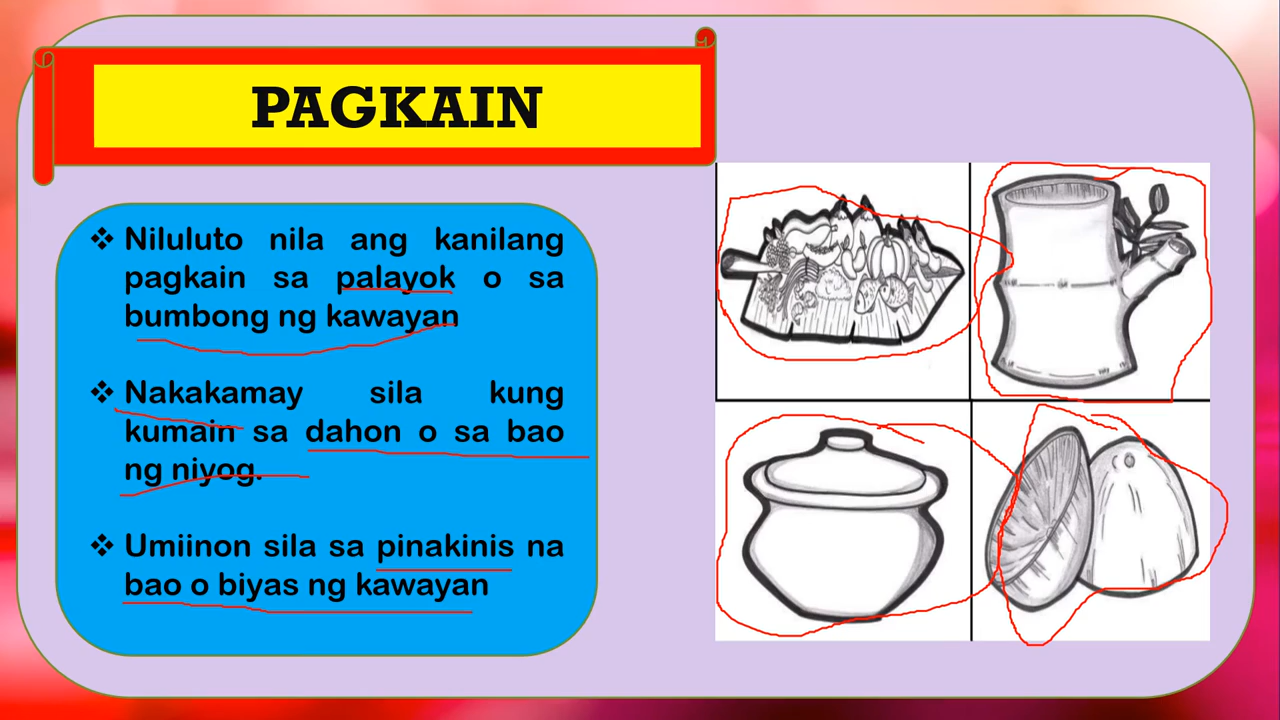 PAGKAIN
❖ Niluluto nila ang kanilang
pagkain sa palayok o sa
bumbong ng kawayan
❖ Nakakamay sila kung
kumain sa dahon o sa bao
ng niyog.
❖ Umiinon sila sa pinakinis na
bao o biyas ng kawayan